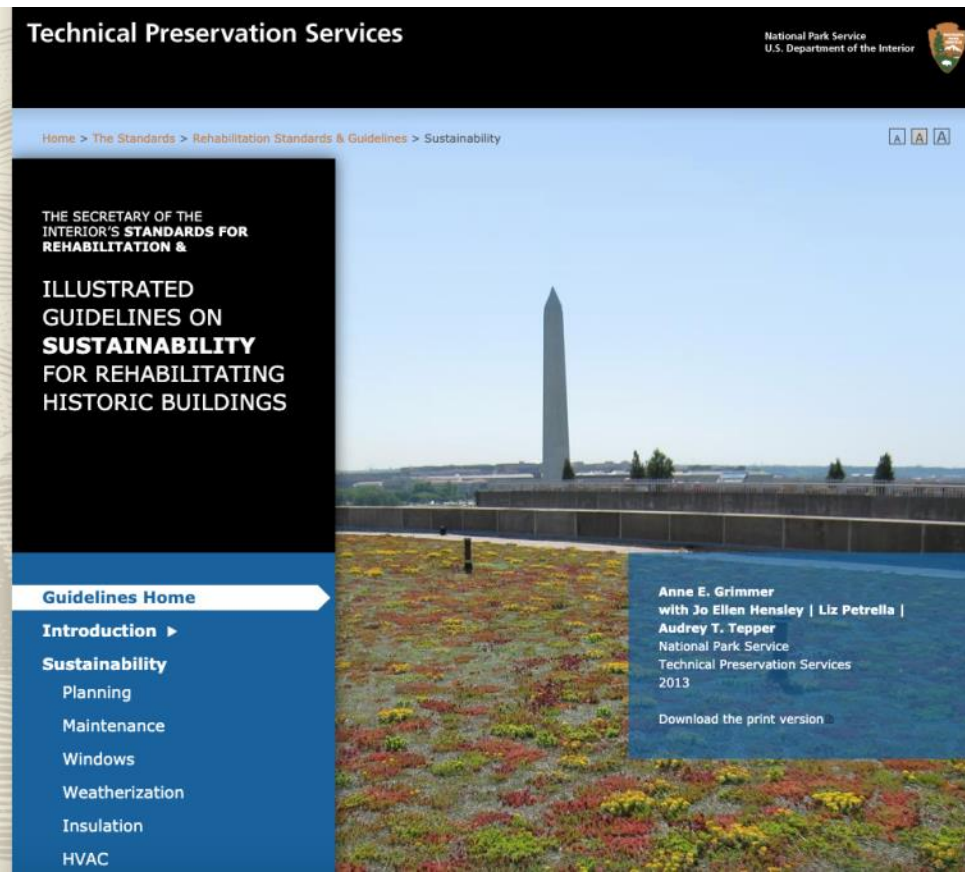 Technical Preservation Services
National Park Service
U.S. Department of the Interior
Home > The Standards > Rehabilitation Standards & Guidelines > Sustainability
A A A
THE SECRETARY OF THE
INTERIOR'S STANDARDS FOR
REHABILITATION &
ILLUSTRATED
GUIDELINES ON
SUSTAINABILITY
FOR REHABILITATING
HISTORIC BUILDINGS
Guidelines Home
Introduction ▶
Sustainability
Planning
Maintenance
Windows
Weatherization
Insulation
HVAC
Anne E. Grimmer
with Jo Ellen Hensley | Liz Petrella |
Audrey T. Tepper
National Park Service
Technical Preservation Services
2013
Download the print version